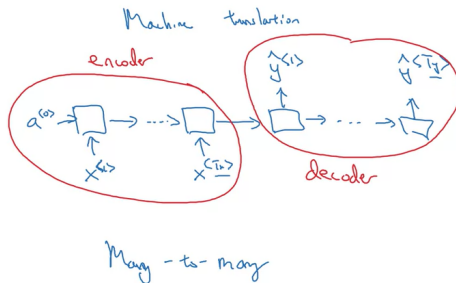 Machine translation
encoder
ŷ<1> ŷ<Ty>
a<0>
x<1> x<Tx>
decoder
Many-to-many